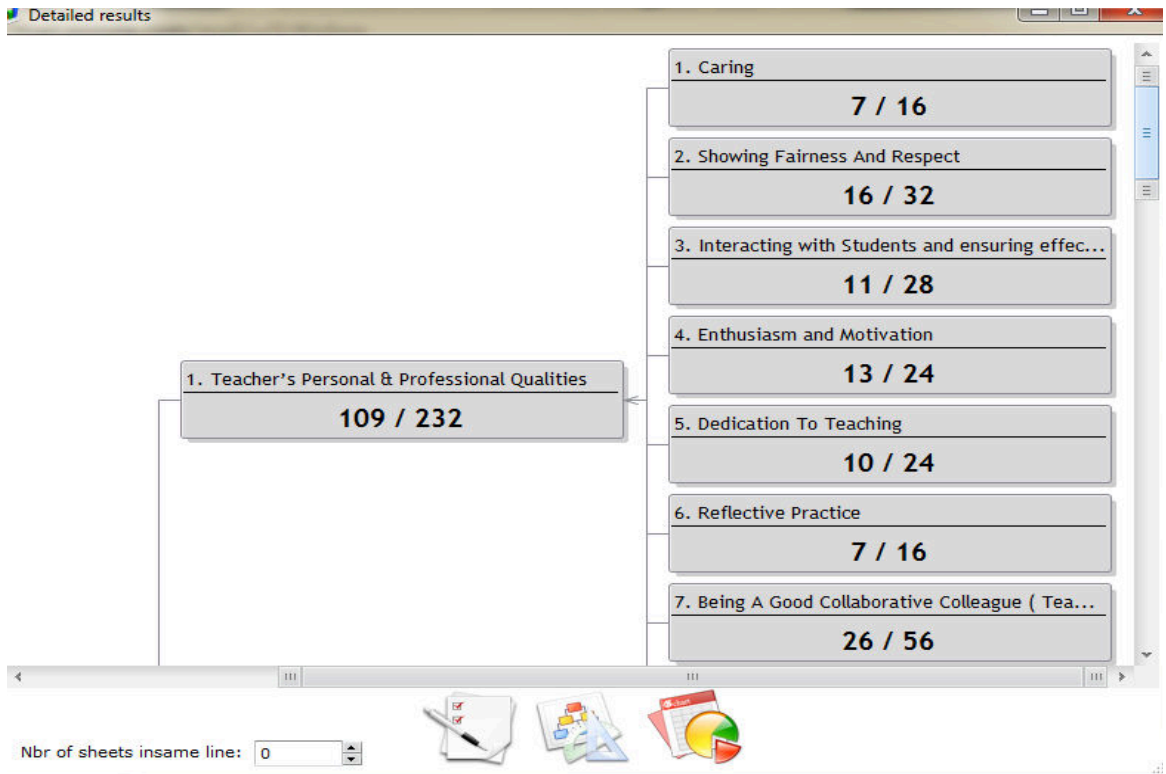 Detailed results
1. Caring
7 / 16
2. Showing Fairness And Respect
16 / 32
3. Interacting with Students and ensuring effec...
11 / 28
4. Enthusiasm and Motivation
13 / 24
1. Teacher’s Personal & Professional Qualities
109 / 232
5. Dedication To Teaching
10 / 24
6. Reflective Practice
7 / 16
7. Being A Good Collaborative Colleague ( Tea...
26 / 56
Nbr of sheets insame line: 0